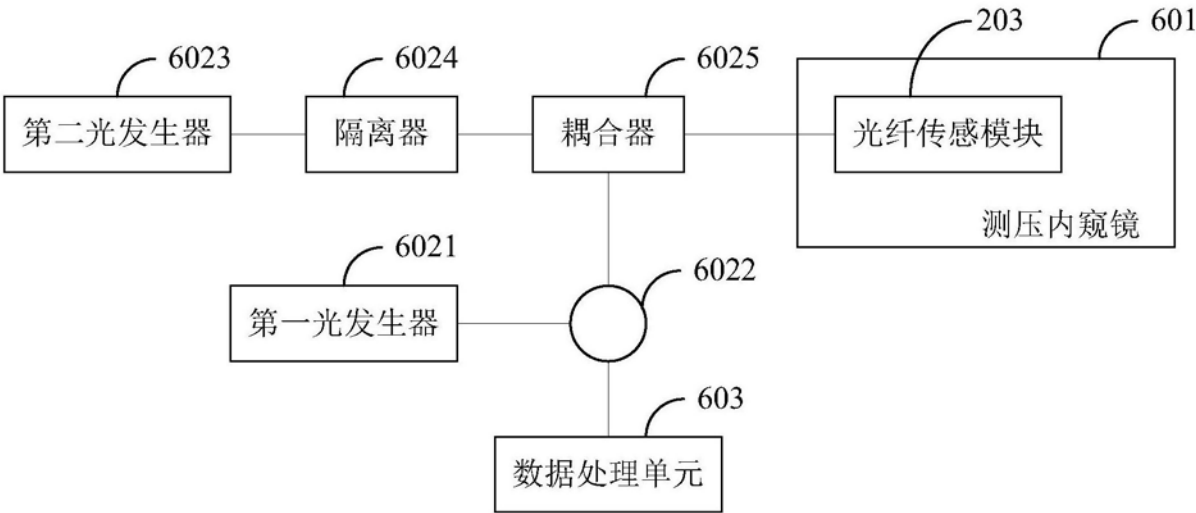 6023
6024
6025
203
601
第二光发生器
隔离器
耦合器
光纤传感模块
测压内窥镜
6021
6022
第一光发生器
603
数据处理单元